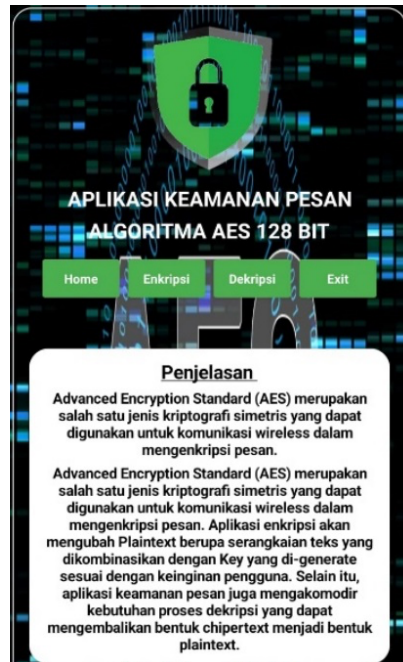 APLIKASI KEAMANAN PESAN
ALGORITMA AES 128 BIT
Home Enkripsi Dekripsi Exit
AES
Penjelasan
Advanced Encryption Standard (AES) merupakan
salah satu jenis kriptografi simetris yang dapat
digunakan untuk komunikasi wireless dalam
mengenkripsi pesan.
Advanced Encryption Standard (AES) merupakan
salah satu jenis kriptografi simetris yang dapat
digunakan untuk komunikasi wireless dalam
mengenkripsi pesan. Aplikasi enkripsi akan
mengubah Plaintext berupa serangkaian teks yang
dikombinasikan dengan Key yang di-generate
sesuai dengan keinginan pengguna. Selain itu,
aplikasi keamanan pesan juga mengakomodir
kebutuhan proses dekripsi yang dapat
mengembalikan bentuk chipertext menjadi bentuk
plaintext.